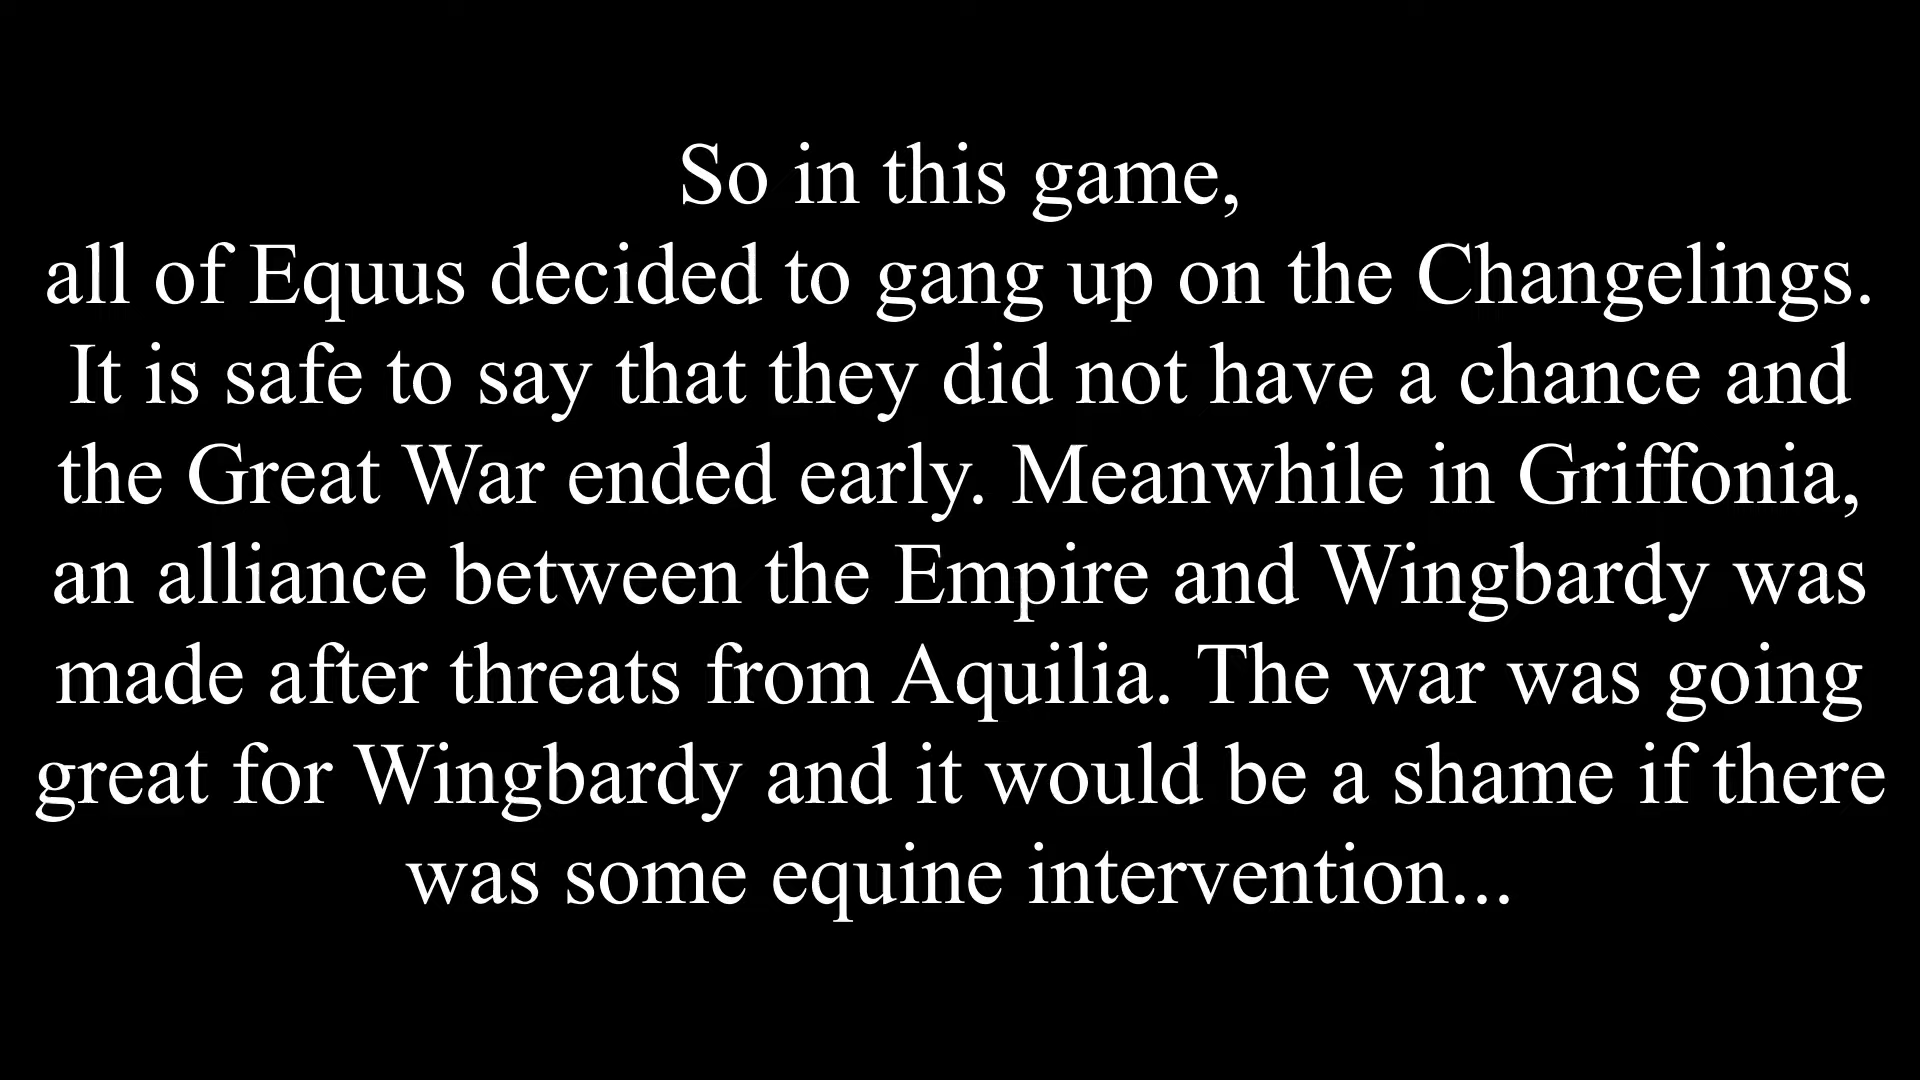 So in this game,
all of Equus decided to gang up on the Changelings.
It is safe to say that they did not have a chance and
the Great War ended early. Meanwhile in Griffonia,
an alliance between the Empire and Wingbardy was
made after threats from Aquilia. The war was going
great for Wingbardy and it would be a shame if there
was some equine intervention...